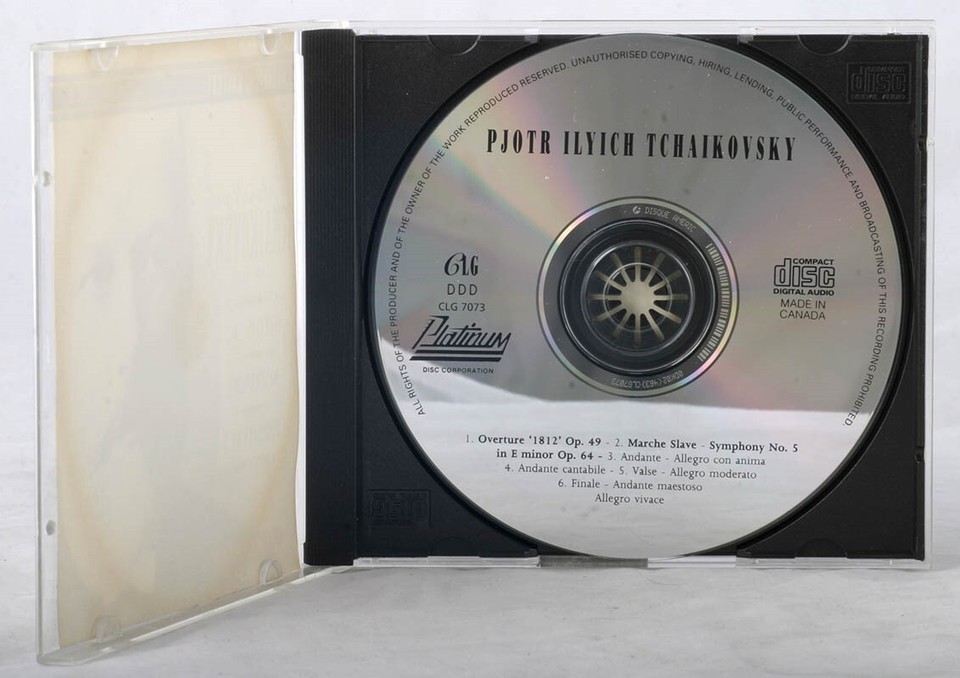 ALL RIGHTS OF THE PRODUCER AND OF THE OWNER OF THE WORK REPRODUCED RESERVED. UNAUTHORISED COPYING, HIRING, LENDING, PUBLIC PERFORMANCE AND BROADCASTING OF THIS RECORDING PROHIBITED.
PJOTR ILYICH TCHAIKOVSKY
COMPACT
disc
DIGITAL AUDIO
DISQUE AMERIC
CLG
DDD
CLG 7073
Platinum
DISC CORPORATION
COMPACT
disc
DIGITAL AUDIO
MADE IN
CANADA
1. Overture '1812' Op. 49 - 2. Marche Slave - Symphony No. 5
in E minor Op. 64 - 3. Andante - Allegro con anima
4. Andante cantabile - 5. Valse - Allegro moderato
6. Finale - Andante maestoso
Allegro vivace